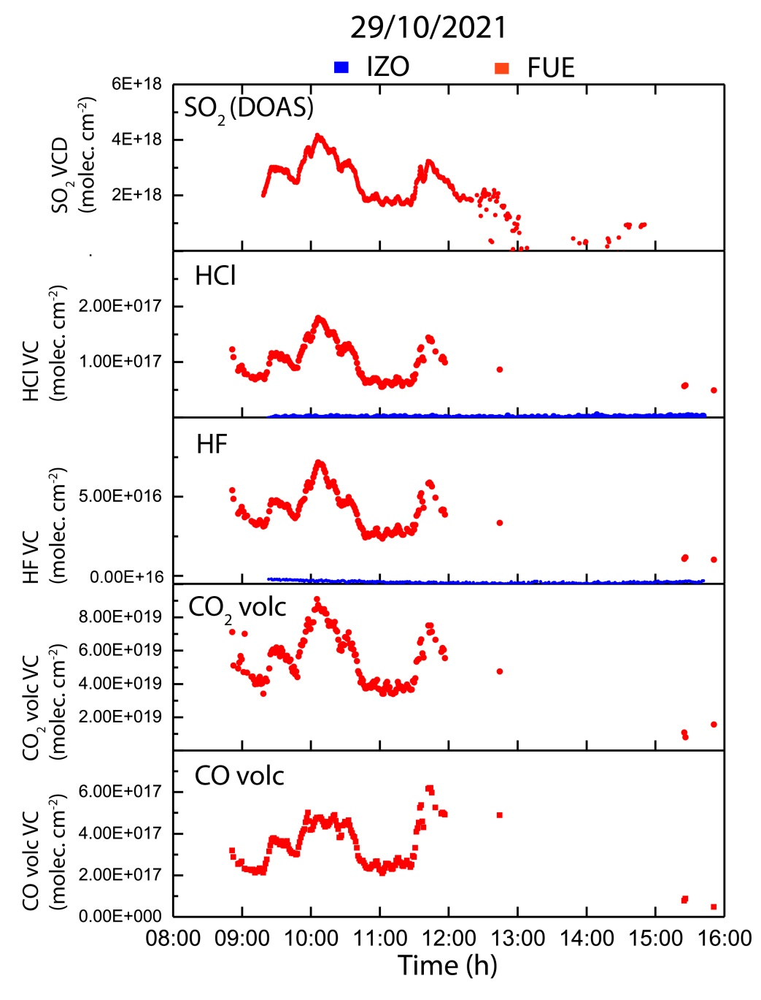 29/10/2021
IZO FUE
SO2 (DOAS)
6E+18
4E+18
2E+18
SO2 VCD
(molec. cm-2)
HCl
2.00E+017
1.00E+017
HCl VC
(molec. cm-2)
HF
5.00E+016
0.00E+16
HF VC
(molec. cm-2)
CO2 volc
8.00E+019
6.00E+019
4.00E+019
2.00E+019
CO2 volc VC
(molec. cm-2)
CO volc
6.00E+017
4.00E+017
2.00E+017
0.00E+000
CO volc VC
(molec. cm-2)
08:00 09:00 10:00 11:00 12:00 13:00 14:00 15:00 16:00
Time (h)